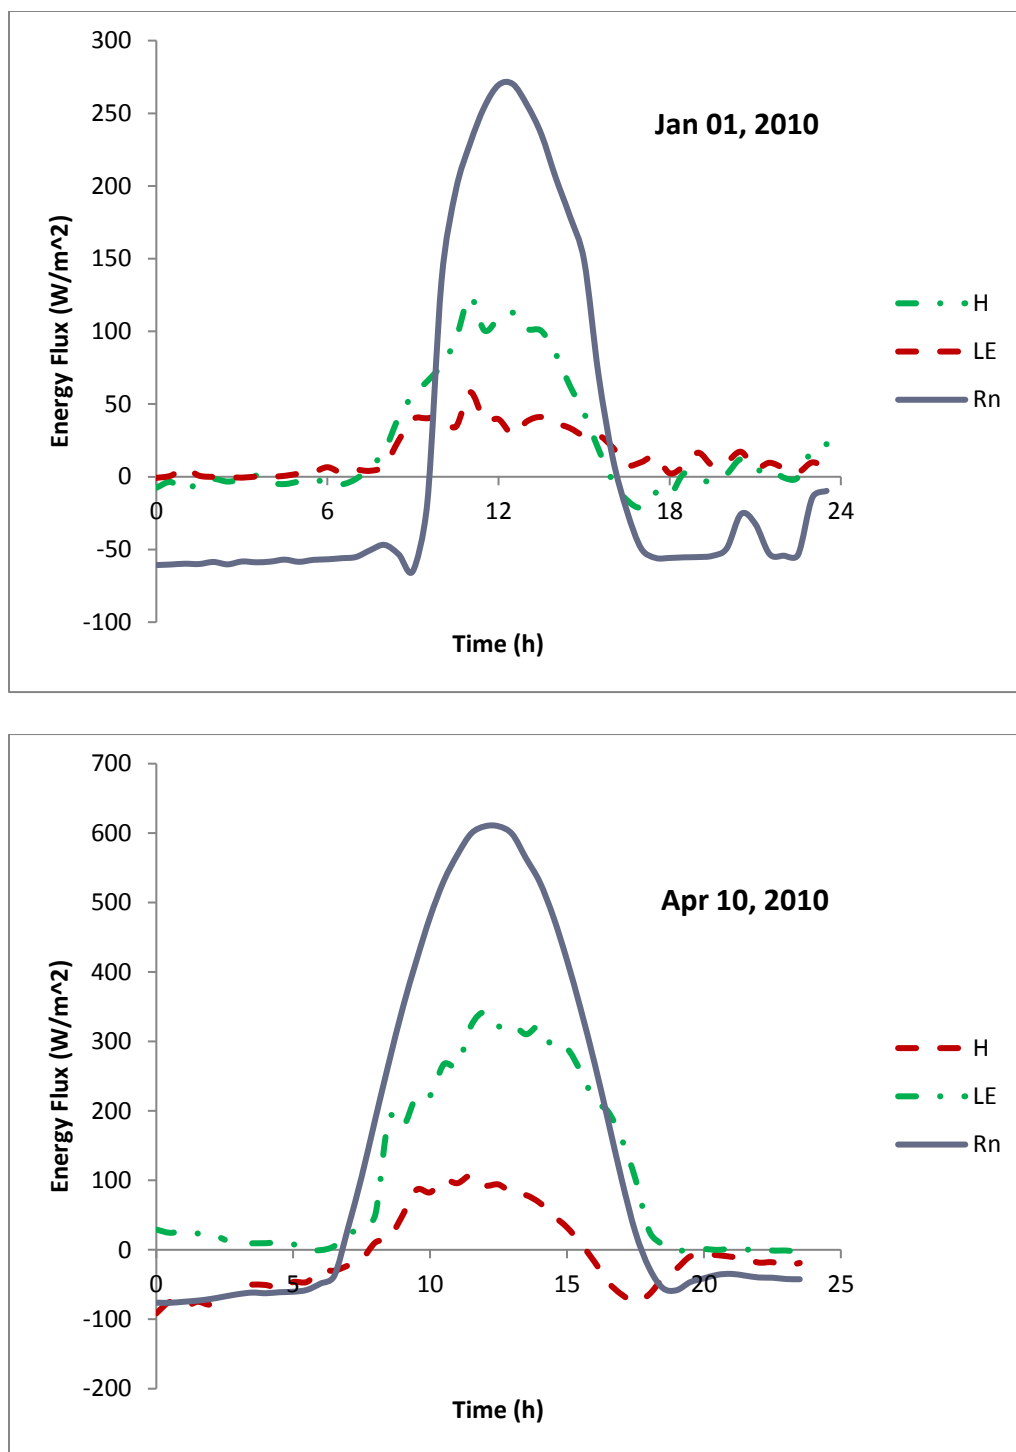 300
250
200
150
100
50
0
-50
-100
Energy Flux (W/m^2)
Jan 01, 2010
H
LE
Rn
0 6 12 18 24
Time (h)
700
600
500
400
300
200
100
0
-100
-200
Energy Flux (W/m^2)
Apr 10, 2010
H
LE
Rn
0 5 10 15 20 25
Time (h)